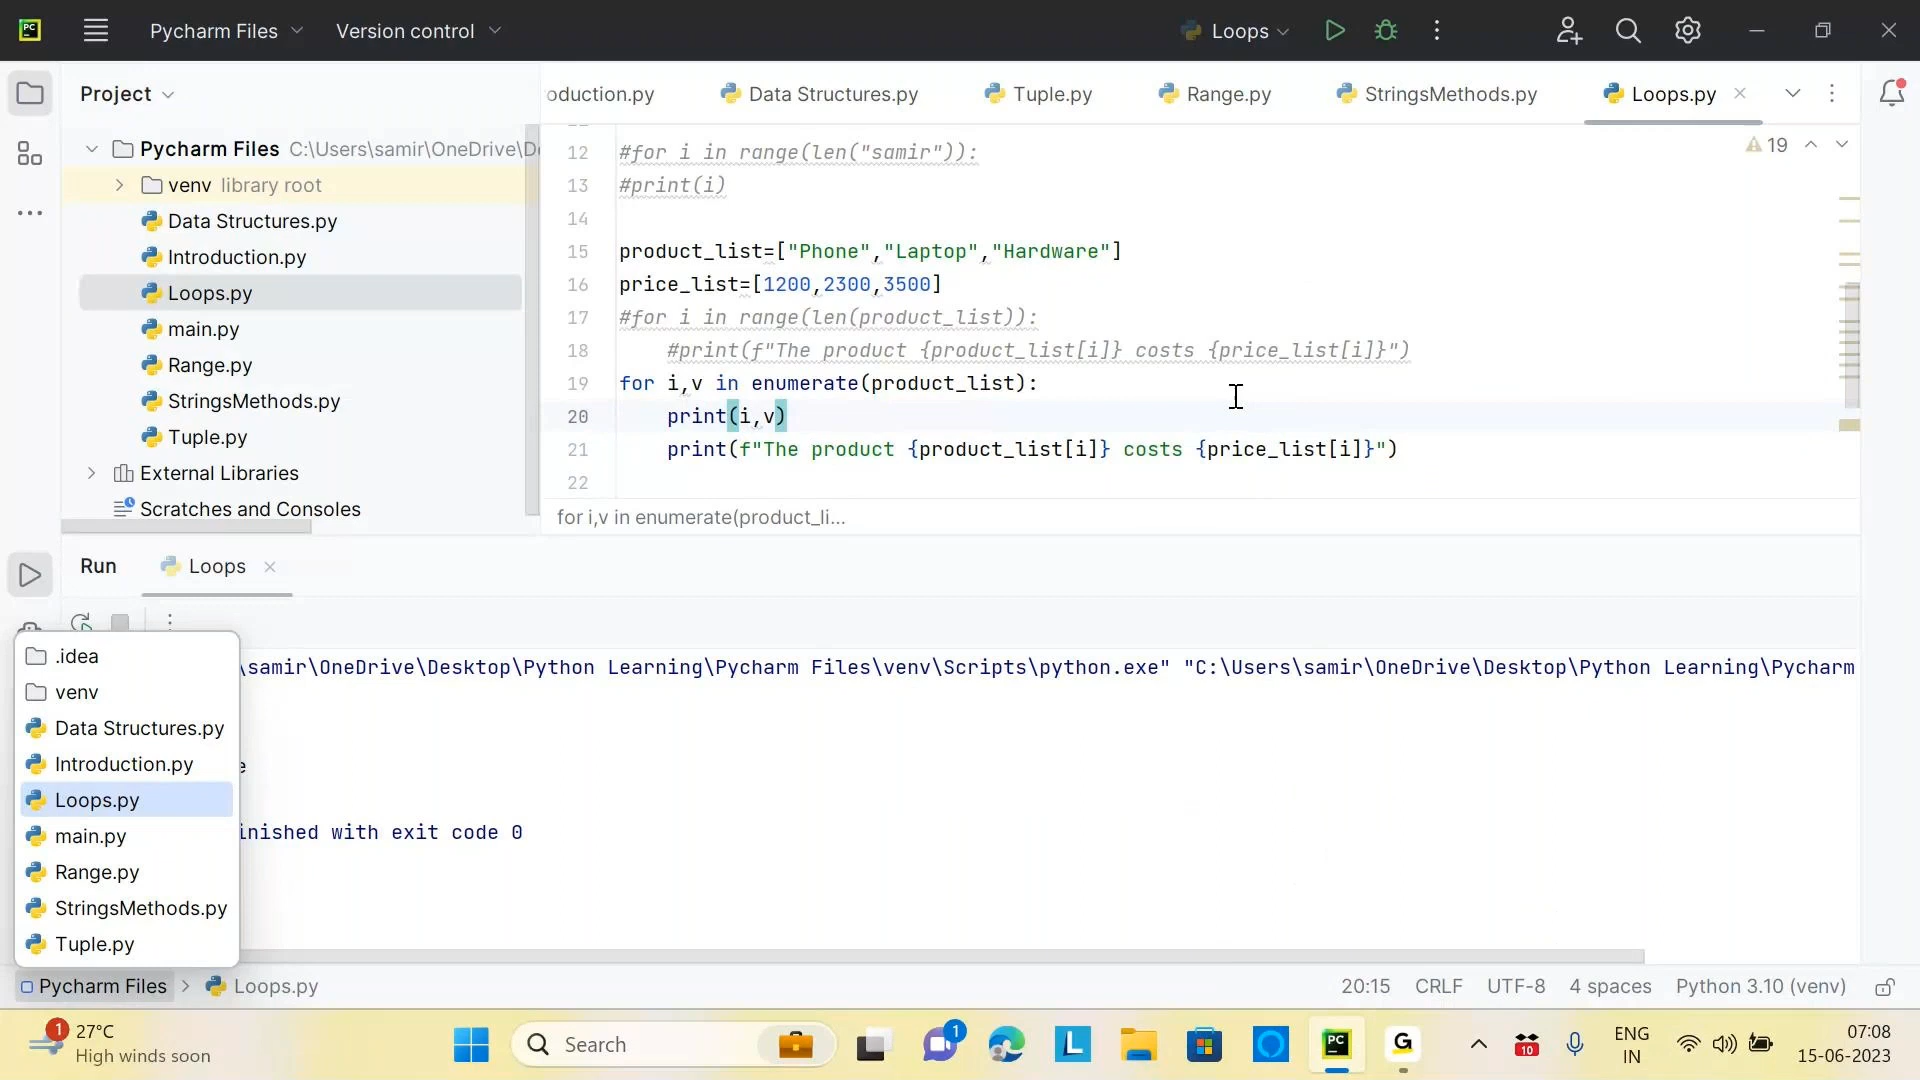 PC
Pycharm Files
Version control
Loops
Project
oduction.py
Data Structures.py
Tuple.py
Range.py
StringsMethods.py
Loops.py
Pycharm Files C:\Users\samir\OneDrive\D
venv library root
Data Structures.py
Introduction.py
Loops.py
main.py
Range.py
StringsMethods.py
Tuple.py
External Libraries
Scratches and Consoles
19
12 #for i in range(len("samir")):
13 #print(i)
14
15 product_list=["Phone","Laptop","Hardware"]
16 price_list=[1200,2300,3500]
17 #for i in range(len(product_list)):
18 #print(f"The product {product_list[i]} costs {price_list[i]}")
19 for i,v in enumerate(product_list):
20 print(i,v)
21 print(f"The product {product_list[i]} costs {price_list[i]}")
22
for i,v in enumerate(product_li...
Run
Loops
\samir\OneDrive\Desktop\Python Learning\Pycharm Files\venv\Scripts\python.exe" "C:\Users\samir\OneDrive\Desktop\Python Learning\Pycharm
e
inished with exit code 0
.idea
venv
Data Structures.py
Introduction.py
Loops.py
main.py
Range.py
StringsMethods.py
Tuple.py
Pycharm Files > Loops.py
20:15 CRLF UTF-8 4 spaces Python 3.10 (venv)
1
27°C
High winds soon
Search
1
L
PC
G
10
ENG
IN
07:08
15-06-2023